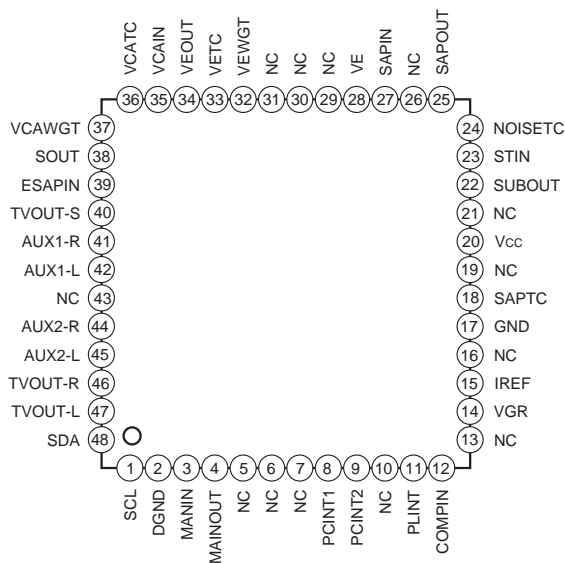 VCATC
VCAIN
VEOUT
VETC
VEWGT
NC
NC
NC
VE
SAPIN
NC
SAPOUT
36 35 34 33 32 31 30 29 28 27 26 25
VCAWGT 37
SOUT 38
ESAPIN 39
TVOUT-S 40
AUX1-R 41
AUX1-L 42
NC 43
AUX2-R 44
AUX2-L 45
TVOUT-R 46
TVOUT-L 47
SDA 48
24 NOISETC
23 STIN
22 SUBOUT
21 NC
20 Vcc
19 NC
18 SAPTC
17 GND
16 NC
15 IREF
14 VGR
13 NC
1 2 3 4 5 6 7 8 9 10 11 12
SCL
DGND
MANIN
MAINOUT
NC
NC
NC
PCINT1
PCINT2
NC
PLINT
COMPIN